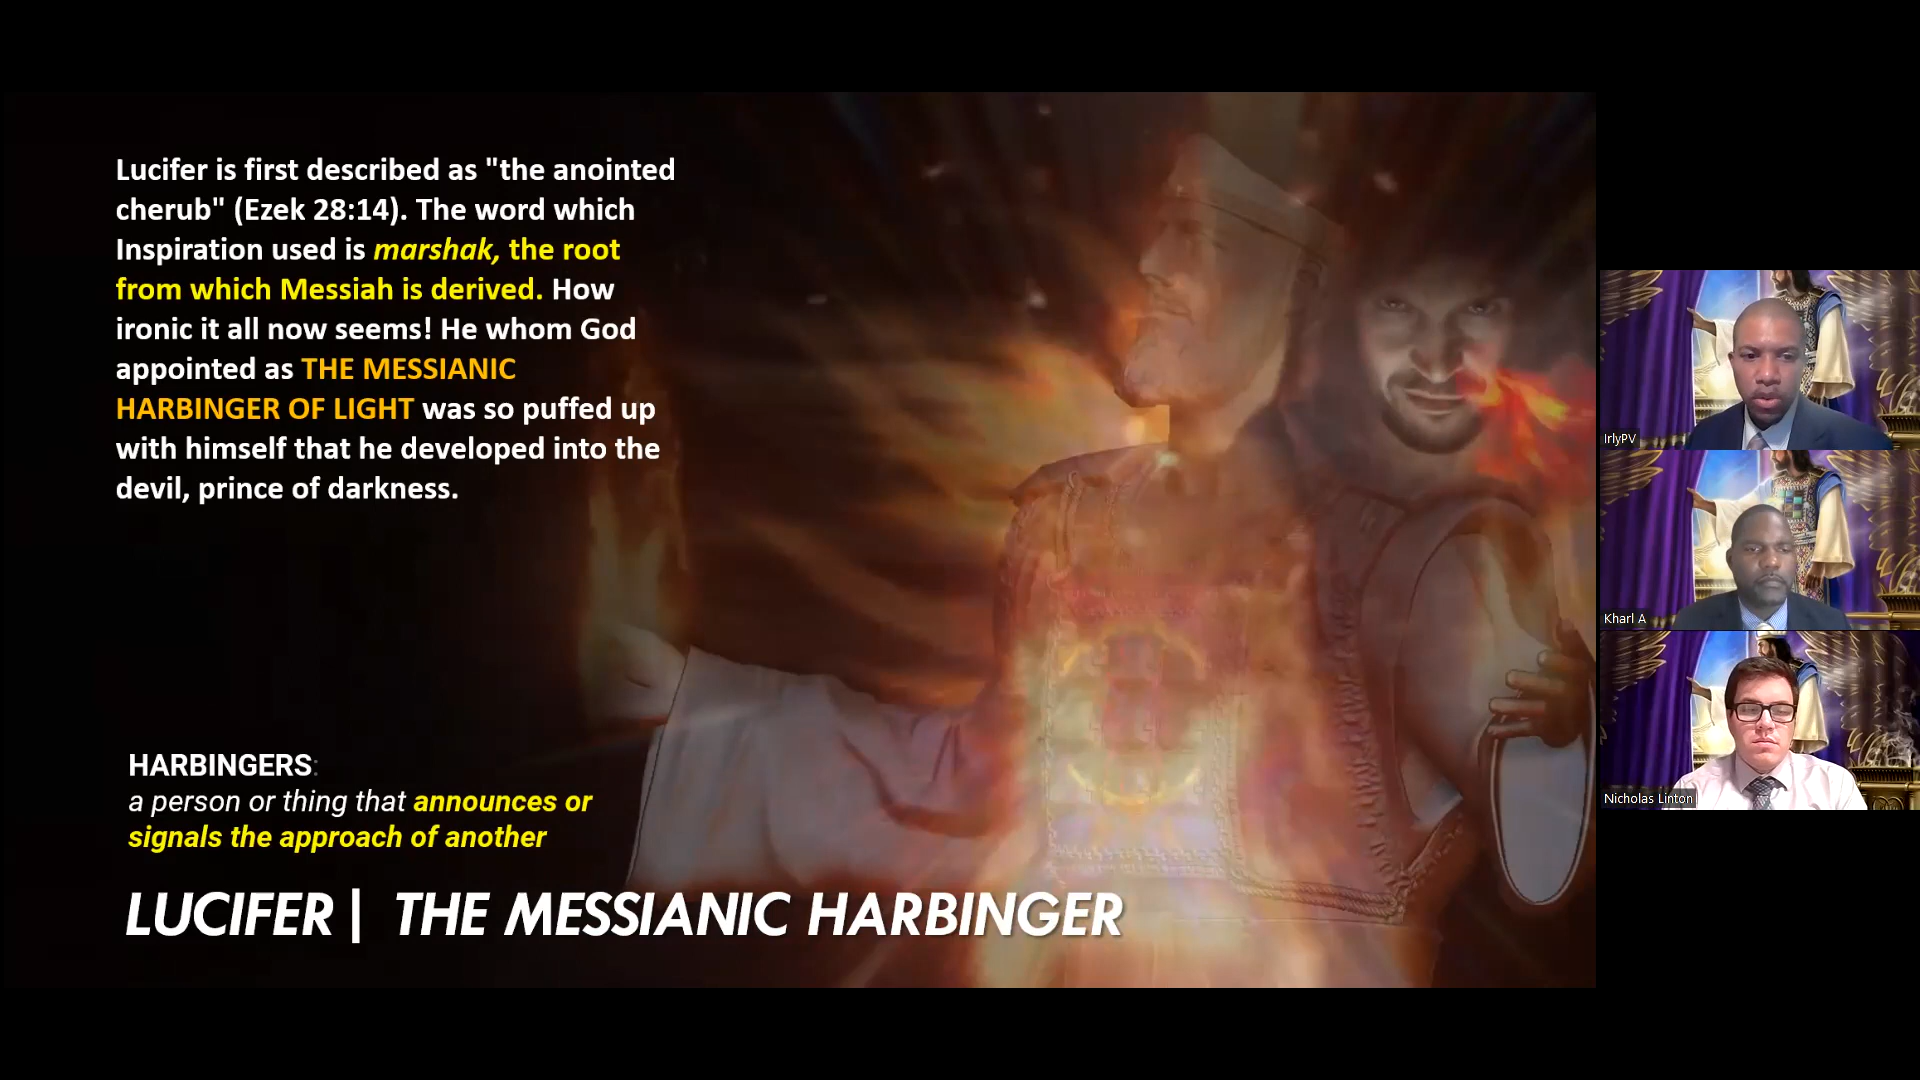 Lucifer is first described as "the anointed
cherub" (Ezek 28:14). The word which
Inspiration used is marshak, the root
from which Messiah is derived. How
ironic it all now seems! He whom God
appointed as THE MESSIANIC
HARBINGER OF LIGHT was so puffed up
with himself that he developed into the
devil, prince of darkness.
HARBINGERS:
a person or thing that announces or
signals the approach of another
LUCIFER | THE MESSIANIC HARBINGER
IrlyPV
Kharl A
Nicholas Linton